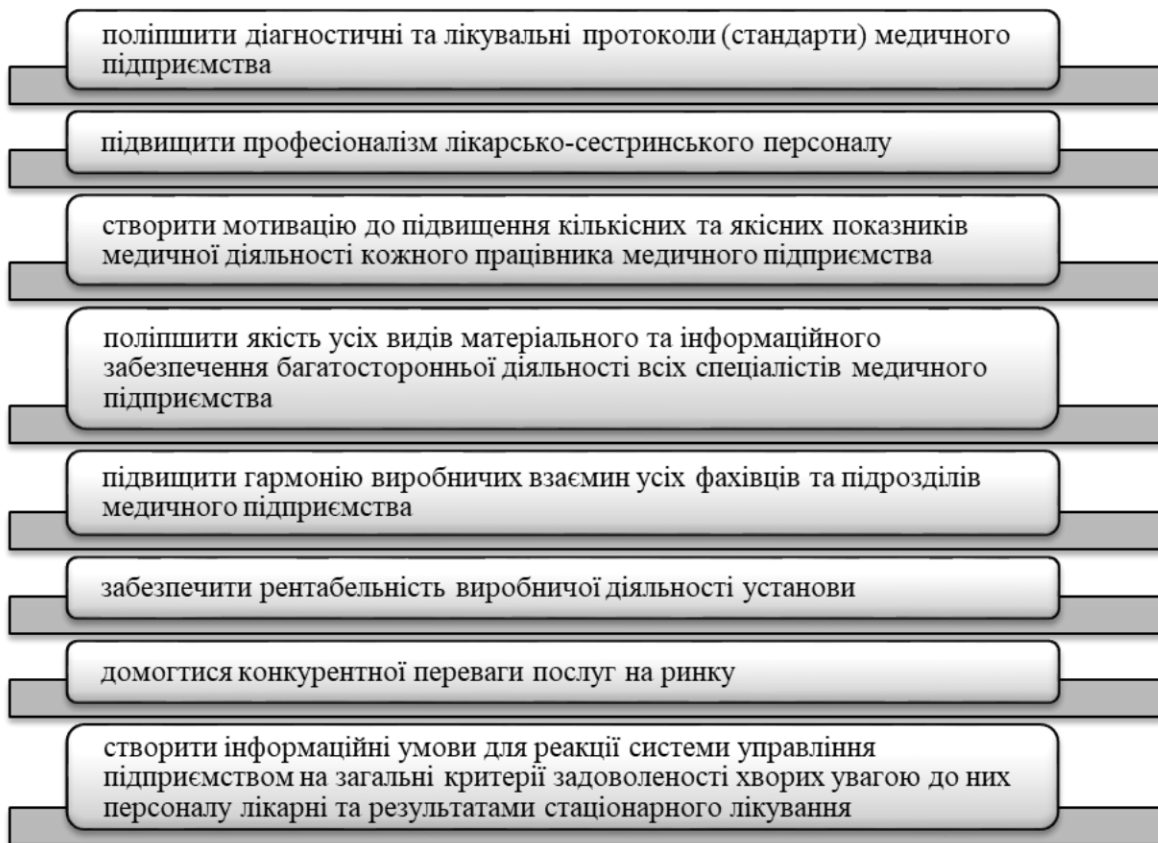 поліпшити діагностичні та лікувальні протоколи (стандарти) медичного
підприємства
підвищити професіоналізм лікарсько-сестринського персоналу
створити мотивацію до підвищення кількісних та якісних показників
медичної діяльності кожного працівника медичного підприємства
поліпшити якість усіх видів матеріального та інформаційного
забезпечення багатосторонньої діяльності всіх спеціалістів медичного
підприємства
підвищити гармонію виробничих взаємин усіх фахівців та підрозділів
медичного підприємства
забезпечити рентабельність виробничої діяльності установи
домогтися конкурентної переваги послуг на ринку
створити інформаційні умови для реакції системи управління
підприємством на загальні критерії задоволеності хворих увагою до них
персоналу лікарні та результатами стаціонарного лікування